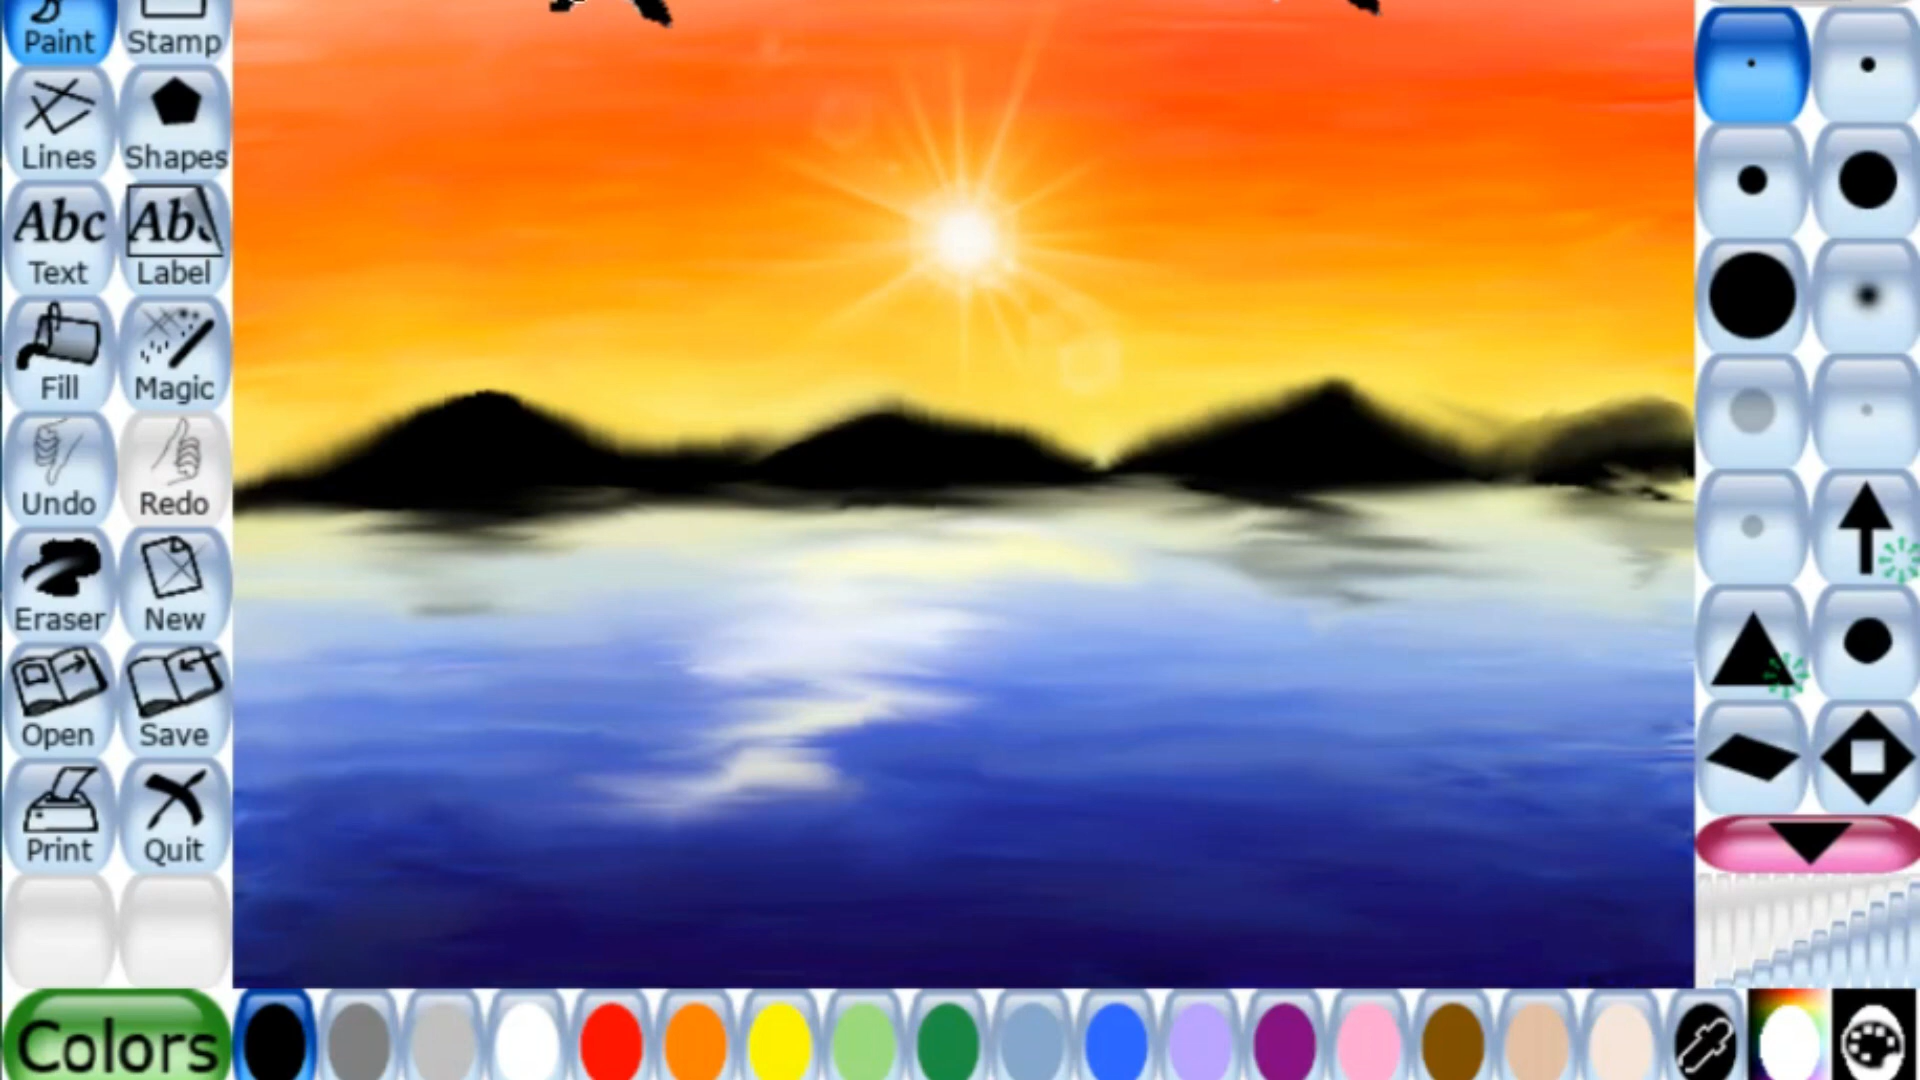 Paint Stamp
Lines Shapes
Abc Abc
Text Label
Fill Magic
Undo Redo
Eraser New
Open Save
Print Quit
Colors